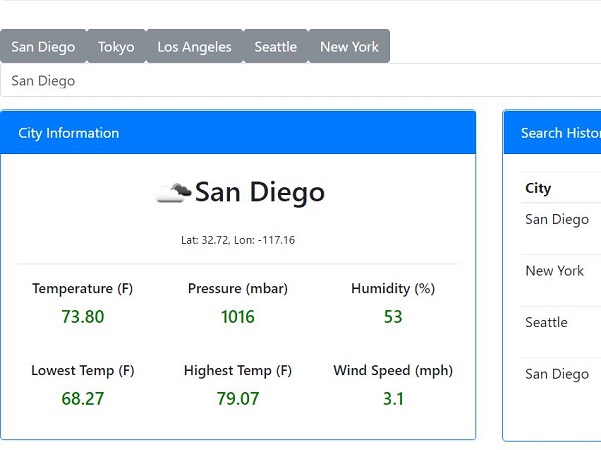 San Diego Tokyo Los Angeles Seattle New York
San Diego
City Information
San Diego
Lat: 32.72, Lon: -117.16
Temperature (F) Pressure (mbar) Humidity (%)
73.80 1016 53
Lowest Temp (F) Highest Temp (F) Wind Speed (mph)
68.27 79.07 3.1
Search Histor
City
San Diego
New York
Seattle
San Diego